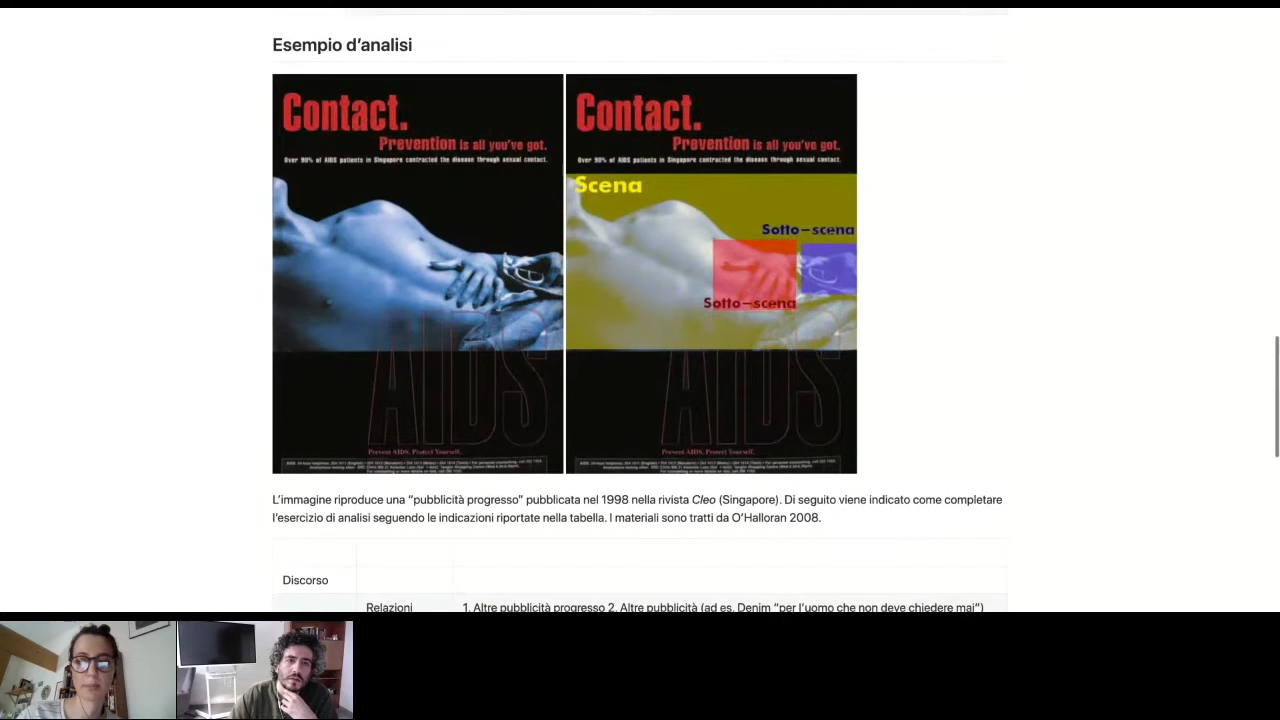 Esempio d’analisi
Contact.
Prevention is all you've got.
Over 90% of AIDS patients in Singapore contracted the disease through sexual contact.
AIDS
Prevent AIDS. Protect Yourself.
Contact.
Prevention is all you've got.
Over 90% of AIDS patients in Singapore contracted the disease through sexual contact.
Scena
Sotto-scena
Sotto-scena
AIDS
Prevent AIDS. Protect Yourself.
L’immagine riproduce una “pubblicità progresso” pubblicata nel 1998 nella rivista Cleo (Singapore). Di seguito viene indicato come completare
l’esercizio di analisi seguendo le indicazioni riportate nella tabella. I materiali sono tratti da O’Halloran 2008.
Discorso
Relazioni 1. Altre pubblicità progresso 2. Altre pubblicità (ad es. Denim “per l’uomo che non deve chiedere mai”)